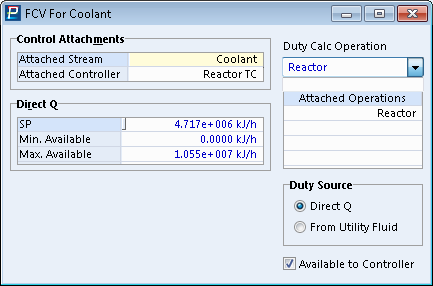 FCV For Coolant
Control Attachments
Attached Stream Coolant
Attached Controller Reactor TC
Direct Q
SP 4.717e+006 kJ/h
Min. Available 0.0000 kJ/h
Max. Available 1.055e+007 kJ/h
Duty Calc Operation
Reactor
Attached Operations
Reactor
Duty Source
Direct Q
From Utility Fluid
Available to Controller